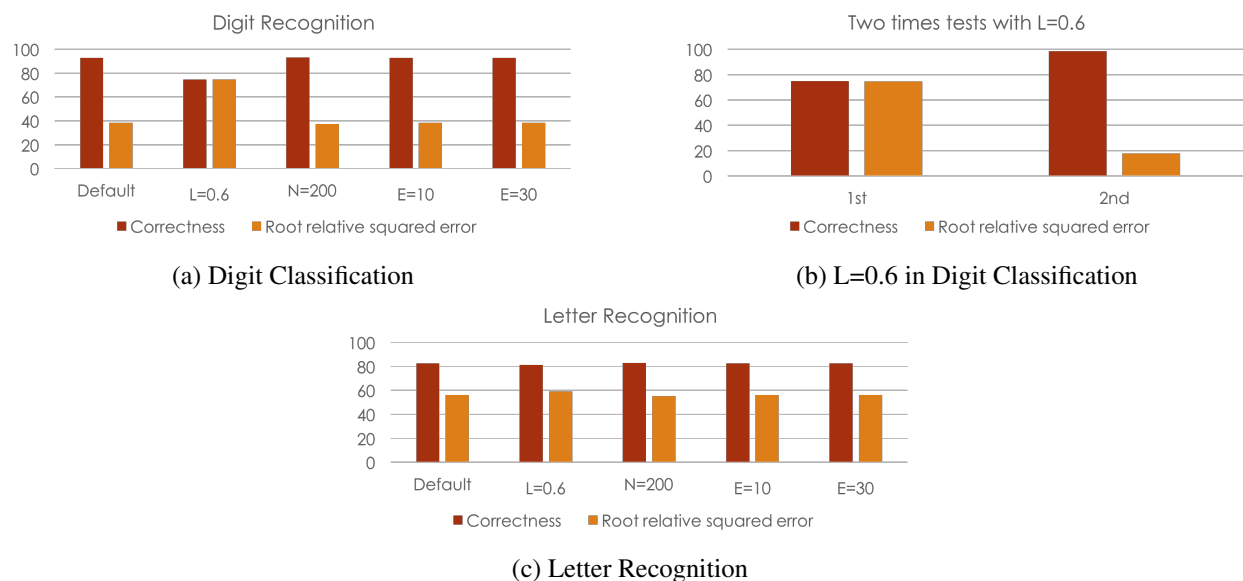 Digit Recognition
100
80
60
40
20
0
Default L=0.6 N=200 E=10 E=30
Correctness Root relative squared error
(a) Digit Classification
Two times tests with L=0.6
100
80
60
40
20
0
1st 2nd
Correctness Root relative squared error
(b) L=0.6 in Digit Classification
Letter Recognition
100
80
60
40
20
0
Default L=0.6 N=200 E=10 E=30
Correctness Root relative squared error
(c) Letter Recognition